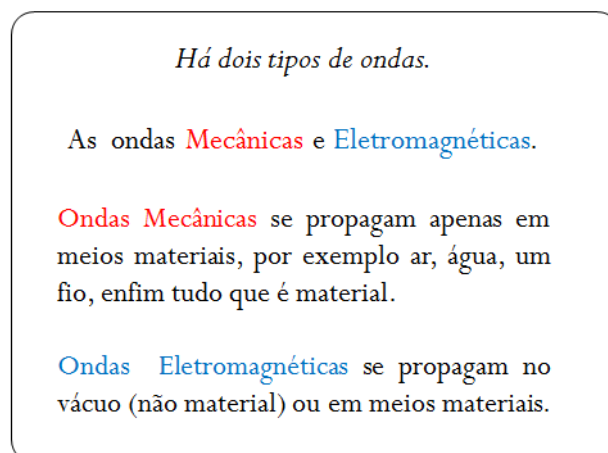 Há dois tipos de ondas.
As ondas Mecânicas e Eletromagnéticas.
Ondas Mecânicas se propagam apenas em
meios materiais, por exemplo ar, água, um
fio, enfim tudo que é material.
Ondas Eletromagnéticas se propagam no
vácuo (não material) ou em meios materiais.